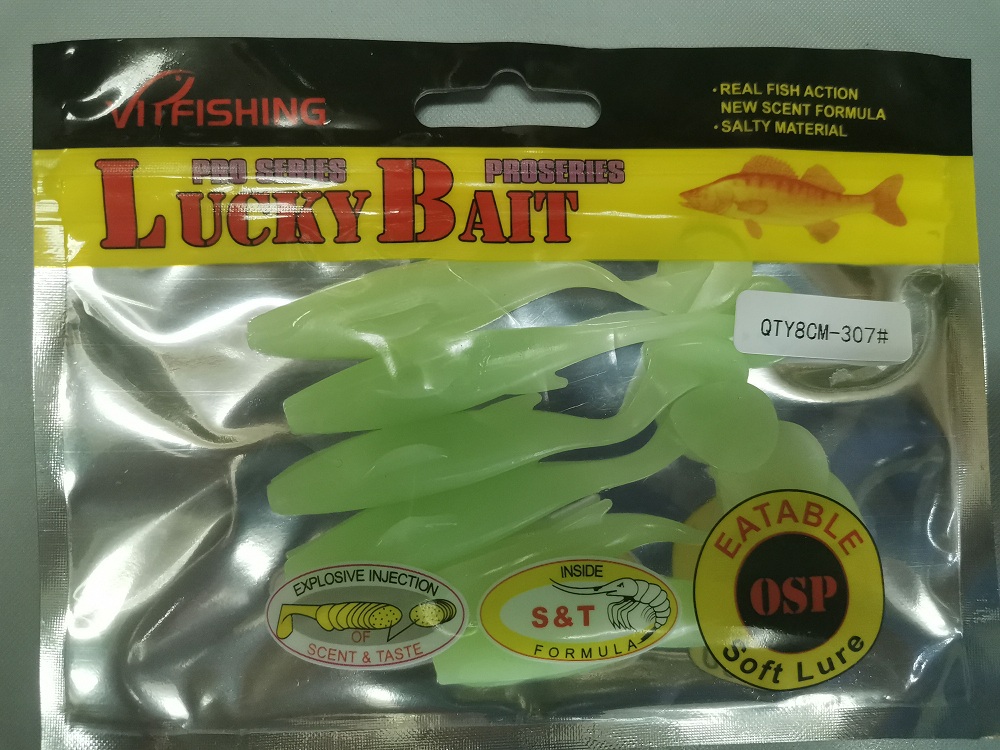 VITFISHING
· REAL FISH ACTION
NEW SCENT FORMULA
· SALTY MATERIAL
PRO SERIES
PROSERIES
LUCKY BAIT
QTY8CM-307#
EXPLOSIVE INJECTION
OF
SCENT & TASTE
INSIDE
S&T
FORMULA
EATABLE
OSP
Soft Lure